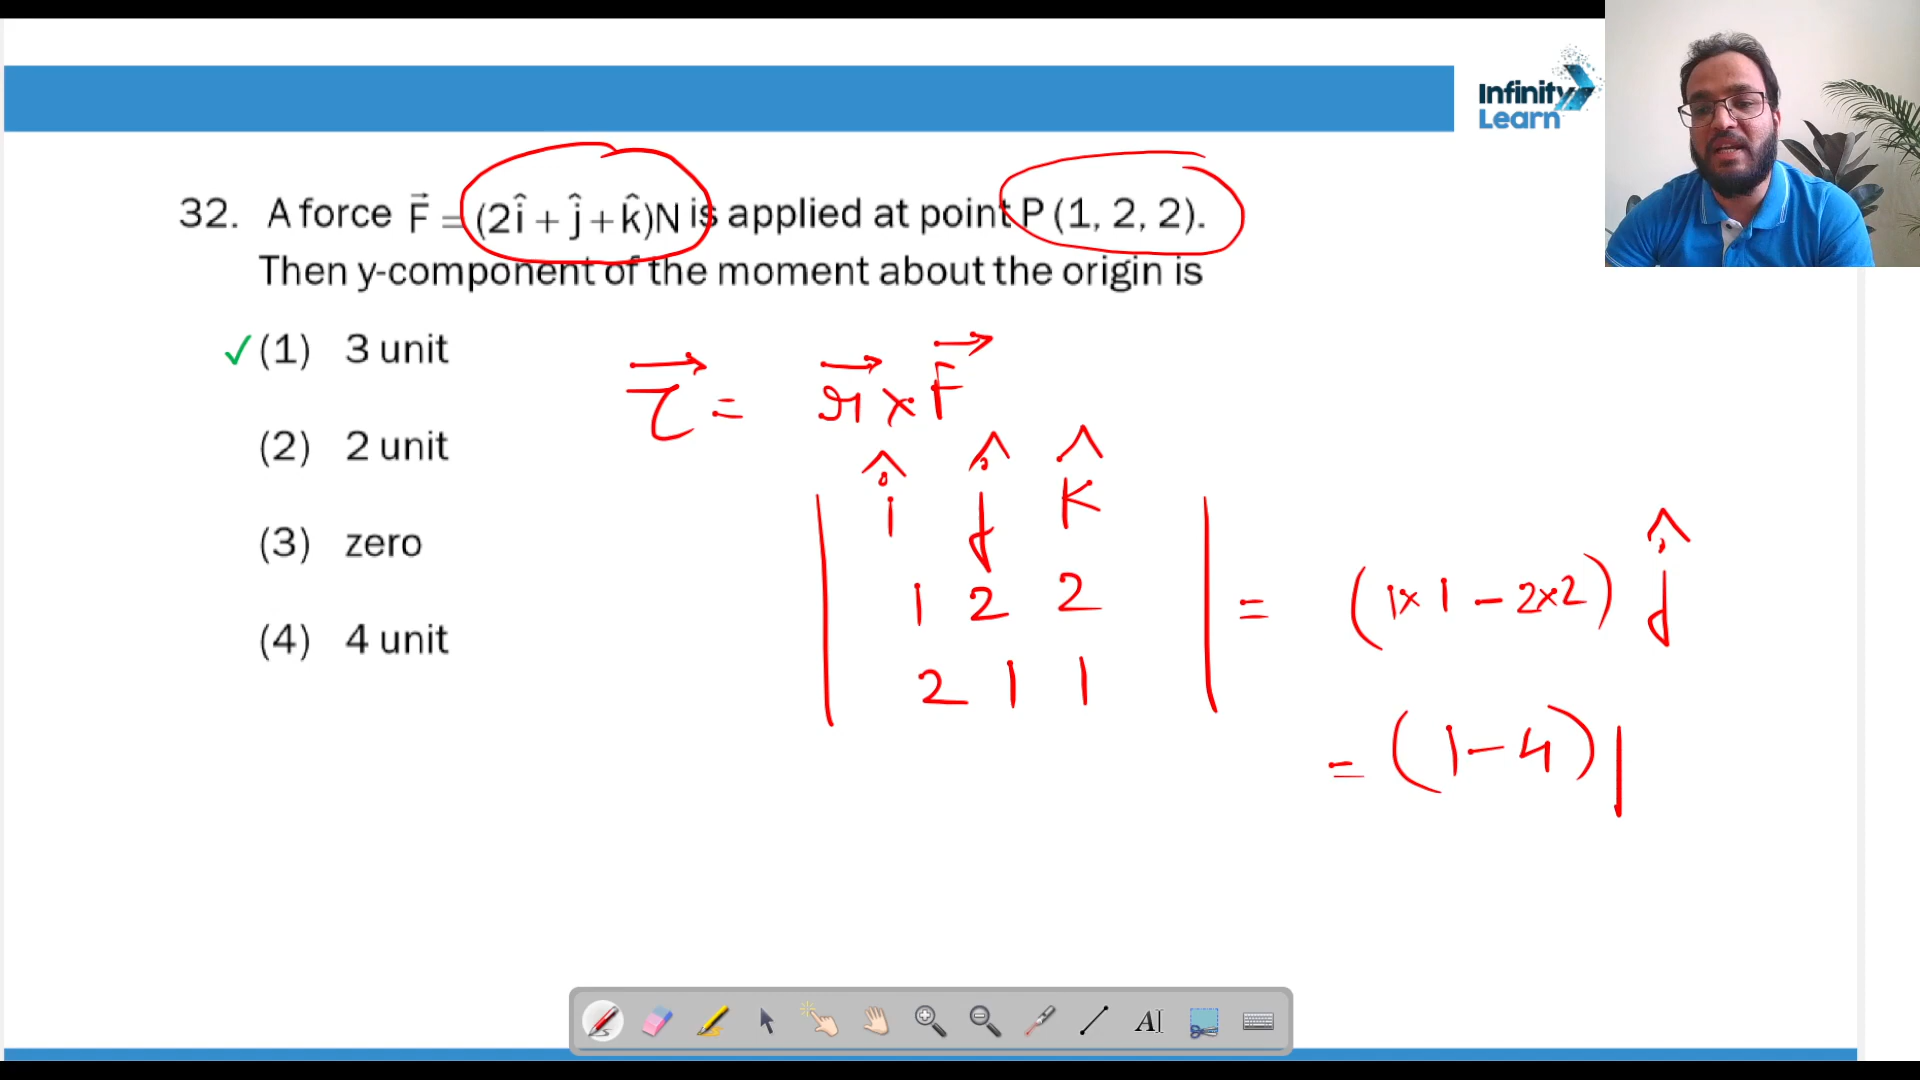 Infinity
Learn
32. A force F⃗ = (2î + ĵ + k̂)N is applied at point P (1, 2, 2).
Then y-component of the moment about the origin is
✓ (1) 3 unit
(2) 2 unit
(3) zero
(4) 4 unit
τ⃗ = r⃗ × F⃗
| î ĵ k̂ |
| 1 2 2 | = (1×1 – 2×2) ĵ
| 2 1 1 |
= (1 – 4)
AI